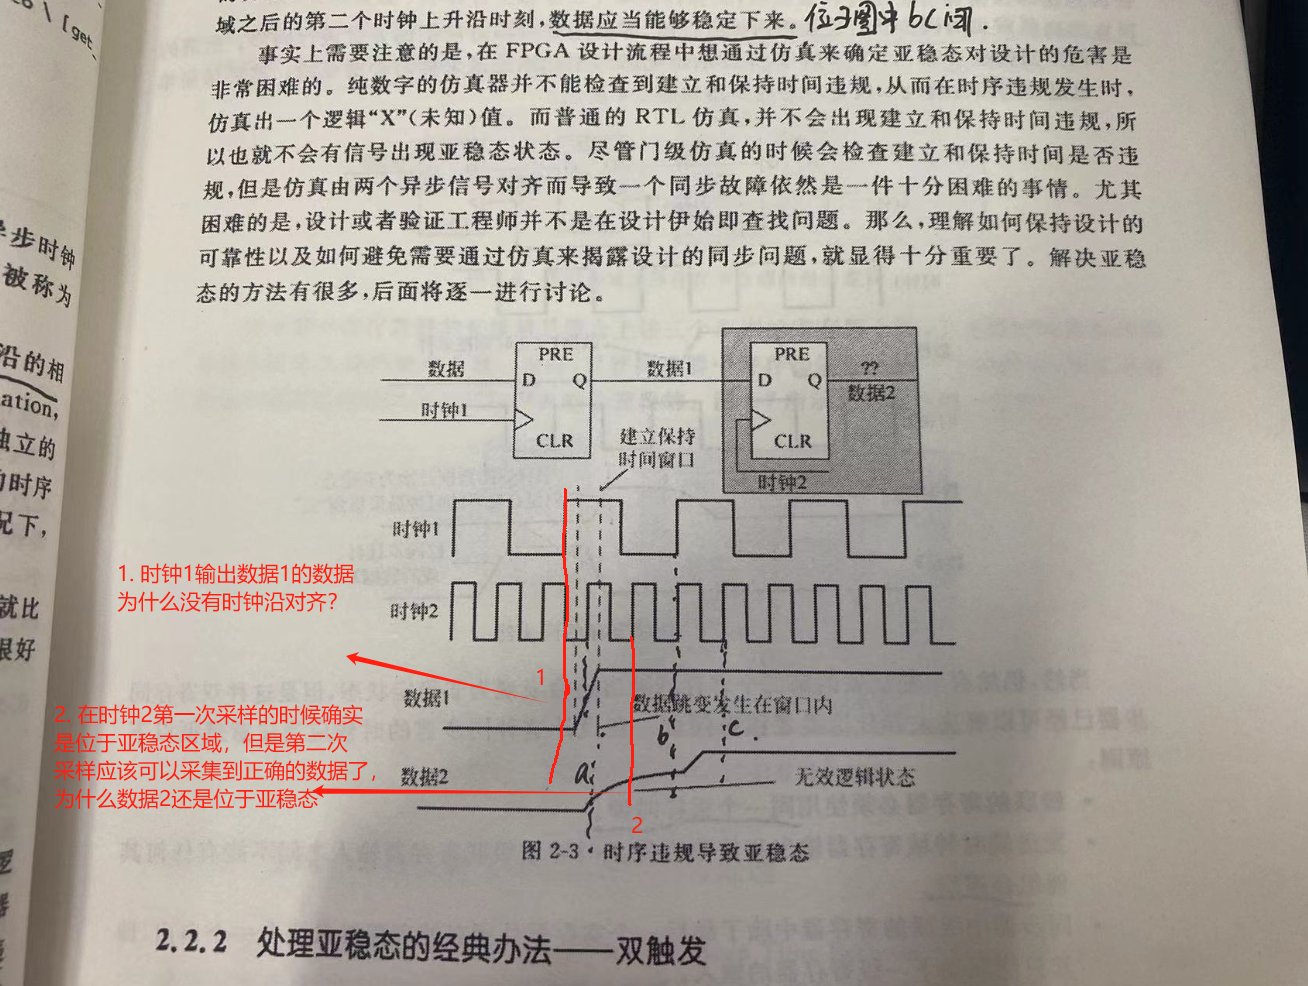 域之后的第二个时钟上升沿时刻,数据应当能够稳定下来。位于图中bc间.
事实上需要注意的是,在 FPGA 设计流程中想通过仿真来确定亚稳态对设计的危害是
非常困难的。纯数字的仿真器并不能检查到建立和保持时间违规,从而在时序违规发生时,
仿真出一个逻辑“X”(未知)值。而普通的 RTL 仿真,并不会出现建立和保持时间违规,所
以也就不会有信号出现亚稳态状态。尽管门级仿真的时候会检查建立和保持时间是否违
规,但是仿真由两个异步信号对齐而导致一个同步故障依然是一件十分困难的事情。尤其
困难的是,设计或者验证工程师并不是在设计伊始即查找问题。那么,理解如何保持设计的
可靠性以及如何避免需要通过仿真来揭露设计的同步问题,就显得十分重要了。解决亚稳
态的方法有很多,后面将逐一进行讨论。
[get_
步时钟
被称为
沿的相
ation,
独立的
时序
况下,
就比
很好
数据
时钟1
PRE
D
Q
CLR
数据1
PRE
D
Q
CLR
??
数据2
时钟2
建立保持
时间窗口
时钟1
时钟2
数据1
数据跳变发生在窗口内
数据2
无效逻辑状态
a
b
c
1. 时钟1输出数据1的数据
为什么没有时钟沿对齐?
1
2. 在时钟2第一次采样的时候确实
是位于亚稳态区域，但是第二次
采样应该可以采集到正确的数据了，
为什么数据2还是位于亚稳态
2
图 2-3 时序违规导致亚稳态
2.2.2 处理亚稳态的经典办法——双触发